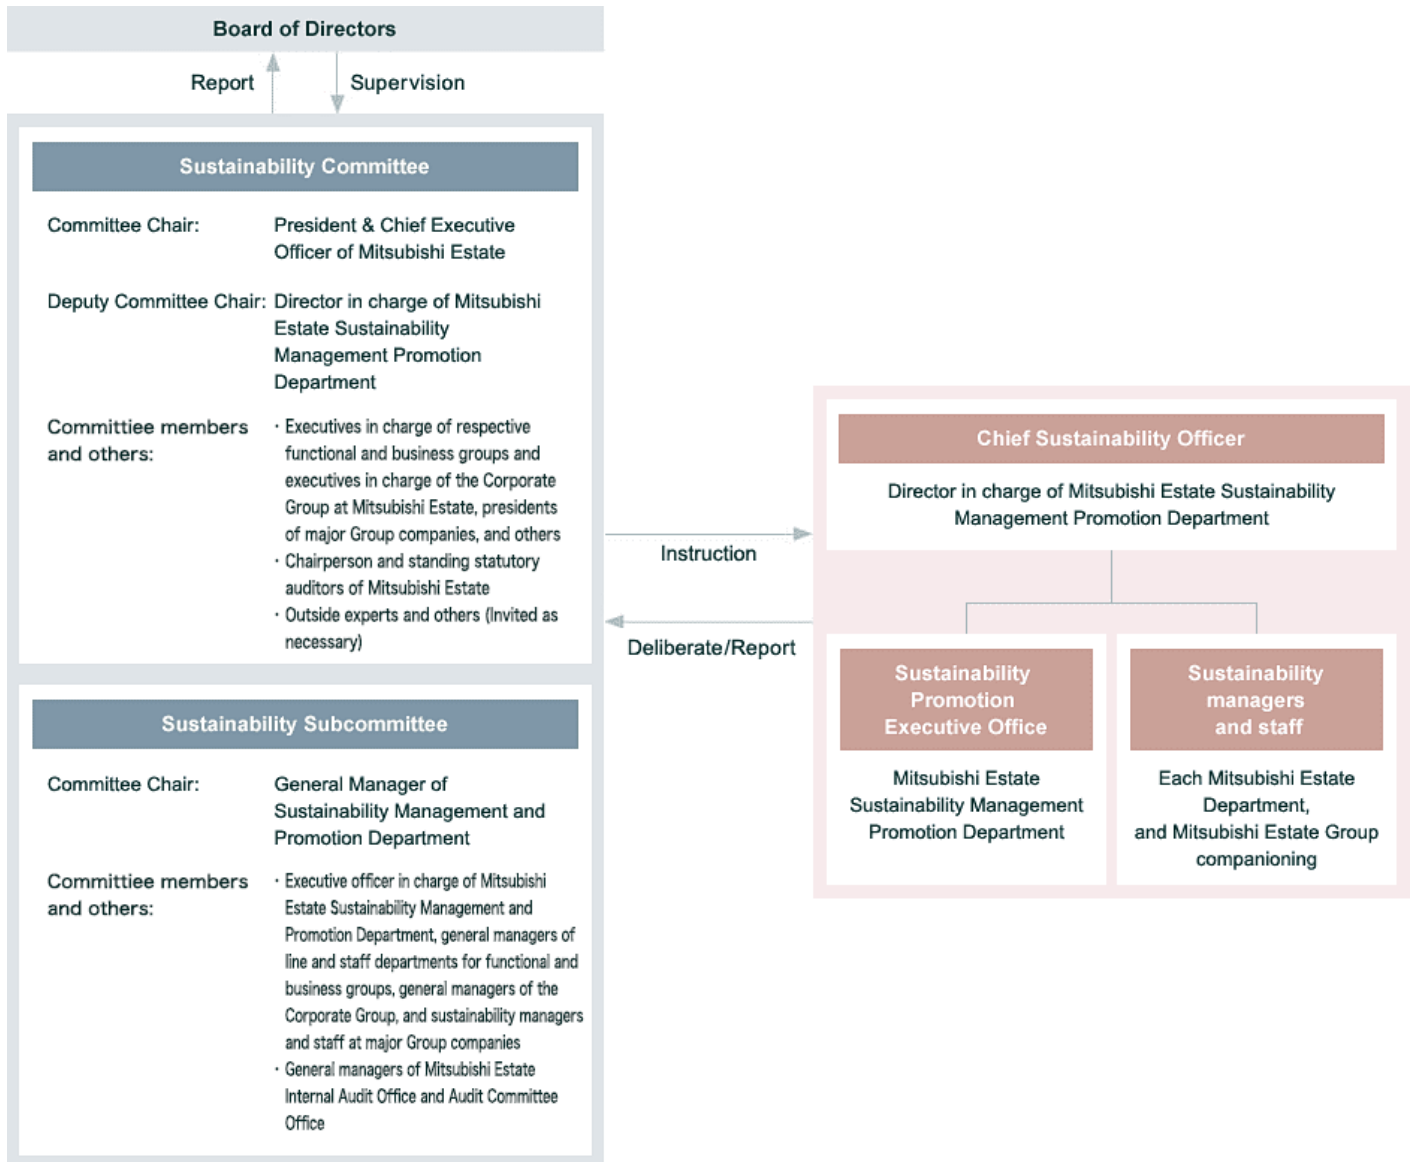 Board of Directors
Report
Supervision
Sustainability Committee
Committee Chair:
President & Chief Executive
Officer of Mitsubishi Estate
Deputy Committee Chair:
Director in charge of Mitsubishi
Estate Sustainability
Management Promotion
Department
Committiee members
and others:
· Executives in charge of respective
functional and business groups and
executives in charge of the Corporate
Group at Mitsubishi Estate, presidents
of major Group companies, and others
· Chairperson and standing statutory
auditors of Mitsubishi Estate
· Outside experts and others (Invited as
necessary)
Sustainability Subcommittee
Committee Chair:
General Manager of
Sustainability Management and
Promotion Department
Committiee members
and others:
· Executive officer in charge of Mitsubishi
Estate Sustainability Management and
Promotion Department, general managers of
line and staff departments for functional and
business groups, general managers of the
Corporate Group, and sustainability managers
and staff at major Group companies
· General managers of Mitsubishi Estate
Internal Audit Office and Audit Committee
Office
Instruction
Deliberate/Report
Chief Sustainability Officer
Director in charge of Mitsubishi Estate Sustainability
Management Promotion Department
Sustainability
Promotion
Executive Office
Mitsubishi Estate
Sustainability Management
Promotion Department
Sustainability
managers
and staff
Each Mitsubishi Estate
Department,
and Mitsubishi Estate Group
companioning